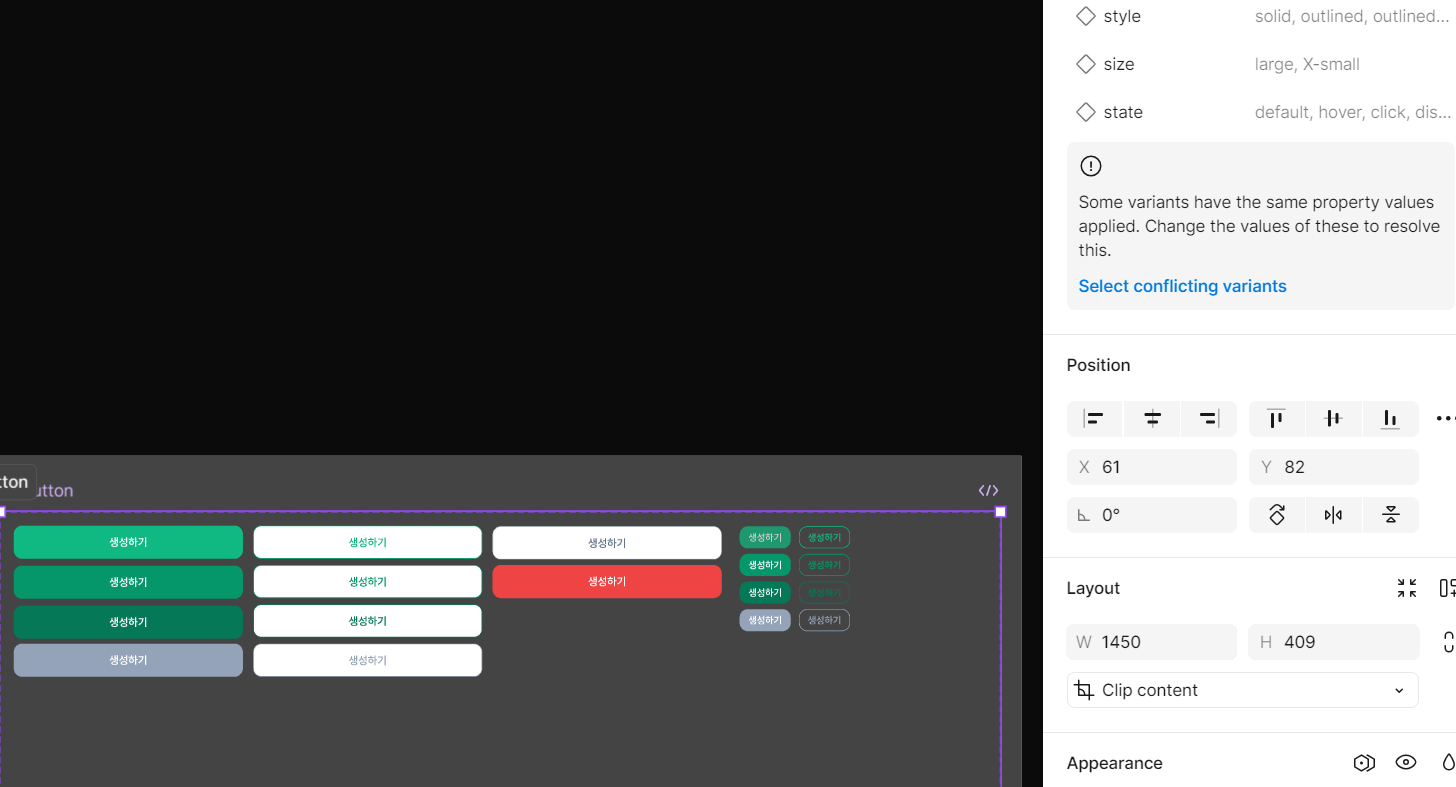 style solid, outlined, outlined...
size large, X-small
state default, hover, click, dis...
Some variants have the same property values
applied. Change the values of these to resolve
this.
Select conflicting variants
Position
X 61
Y 82
0°
Layout
W 1450
H 409
Clip content
Appearance
tton
utton
</>
생성하기 생성하기 생성하기 생성하기 생성하기
생성하기 생성하기 생성하기 생성하기 생성하기
생성하기 생성하기 생성하기 생성하기
생성하기 생성하기 생성하기 생성하기